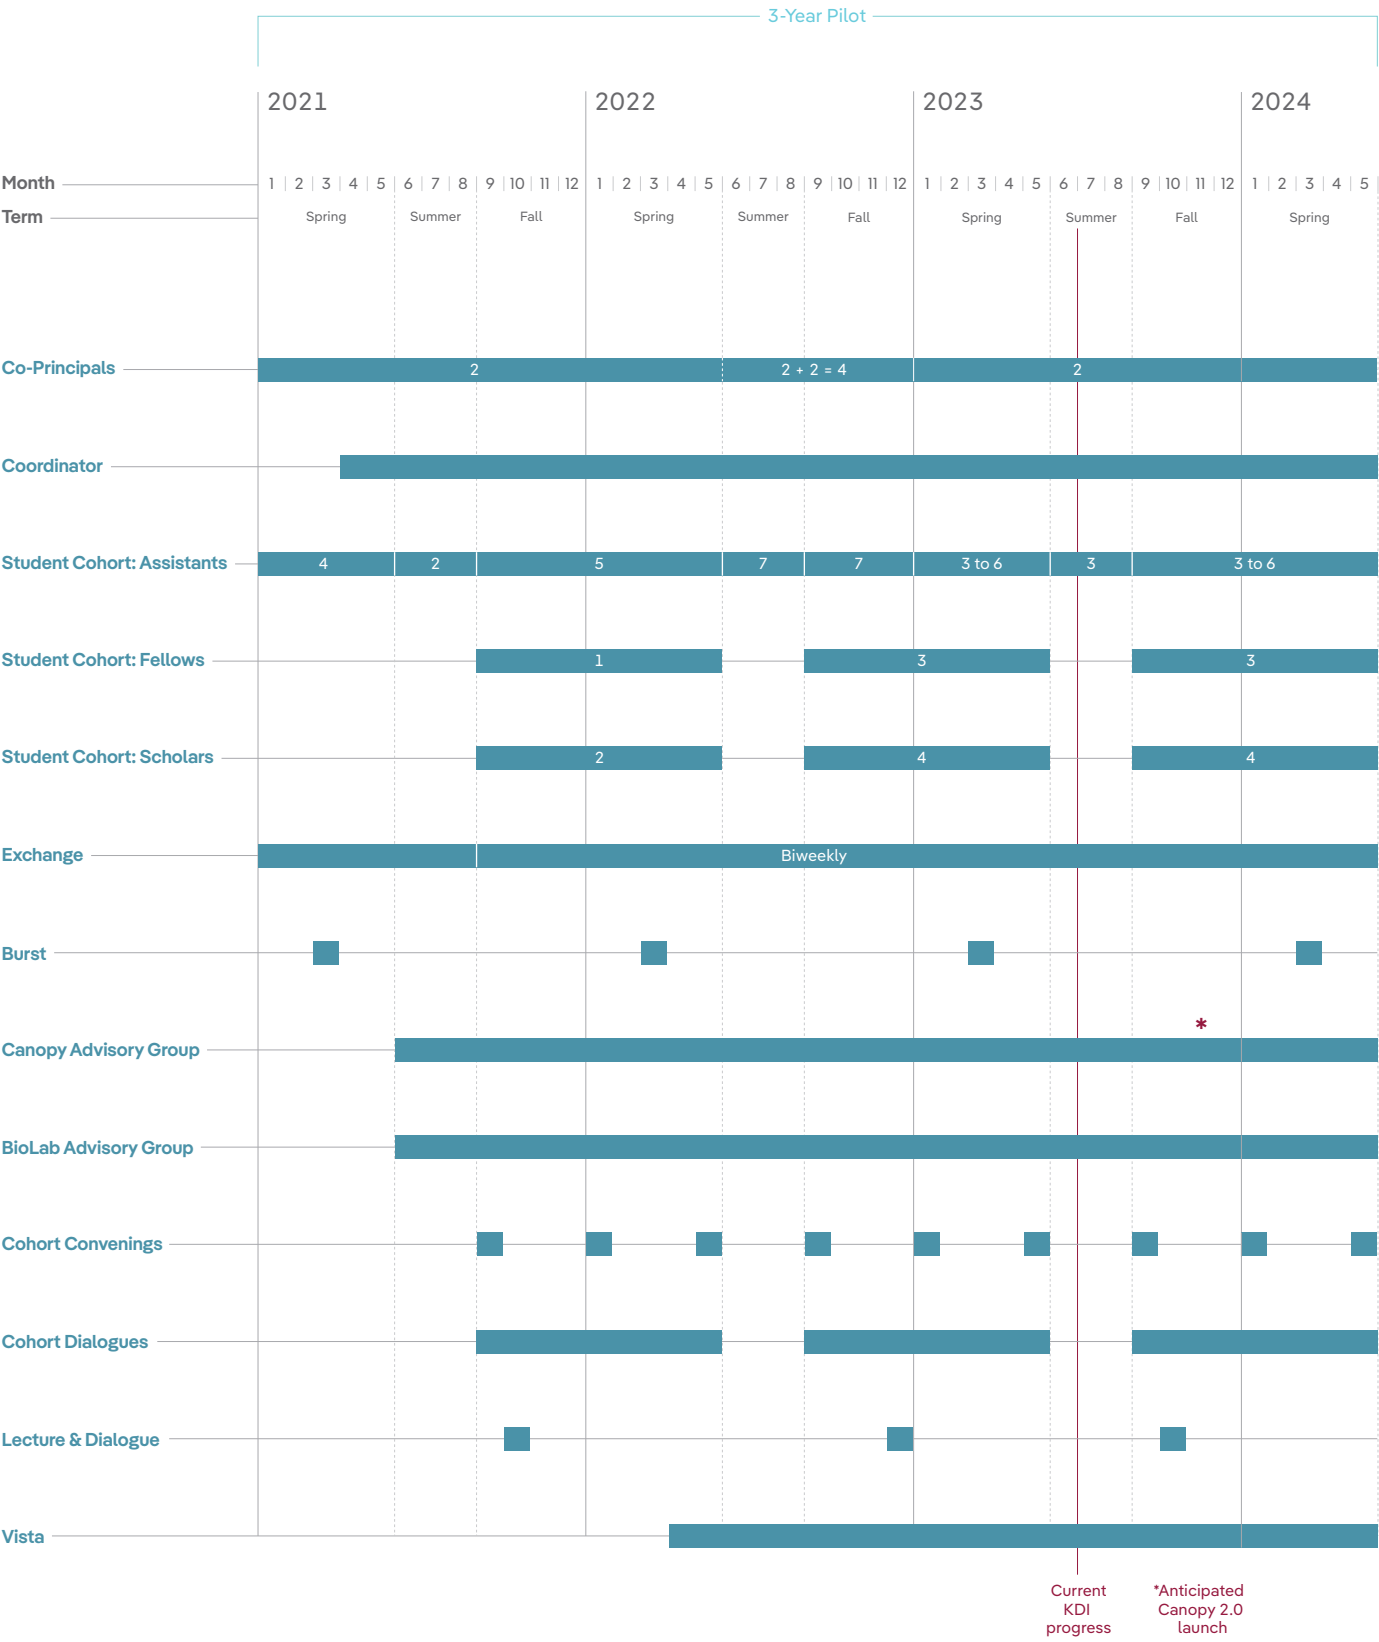 3-Year Pilot
2021 2022 2023 2024
Month 1 2 3 4 5 6 7 8 9 10 11 12 1 2 3 4 5 6 7 8 9 10 11 12 1 2 3 4 5 6 7 8 9 10 11 12 1 2 3 4 5
Term Spring Summer Fall Spring Summer Fall Spring Summer Fall Spring
Co-Principals 2 2 + 2 = 4 2
Coordinator
Student Cohort: Assistants 4 2 5 7 7 3 to 6 3 3 to 6
Student Cohort: Fellows 1 3 3
Student Cohort: Scholars 2 4 4
Exchange Biweekly
Burst
*
Canopy Advisory Group
BioLab Advisory Group
Cohort Convenings
Cohort Dialogues
Lecture & Dialogue
Vista
Current
KDI
progress
*Anticipated
Canopy 2.0
launch